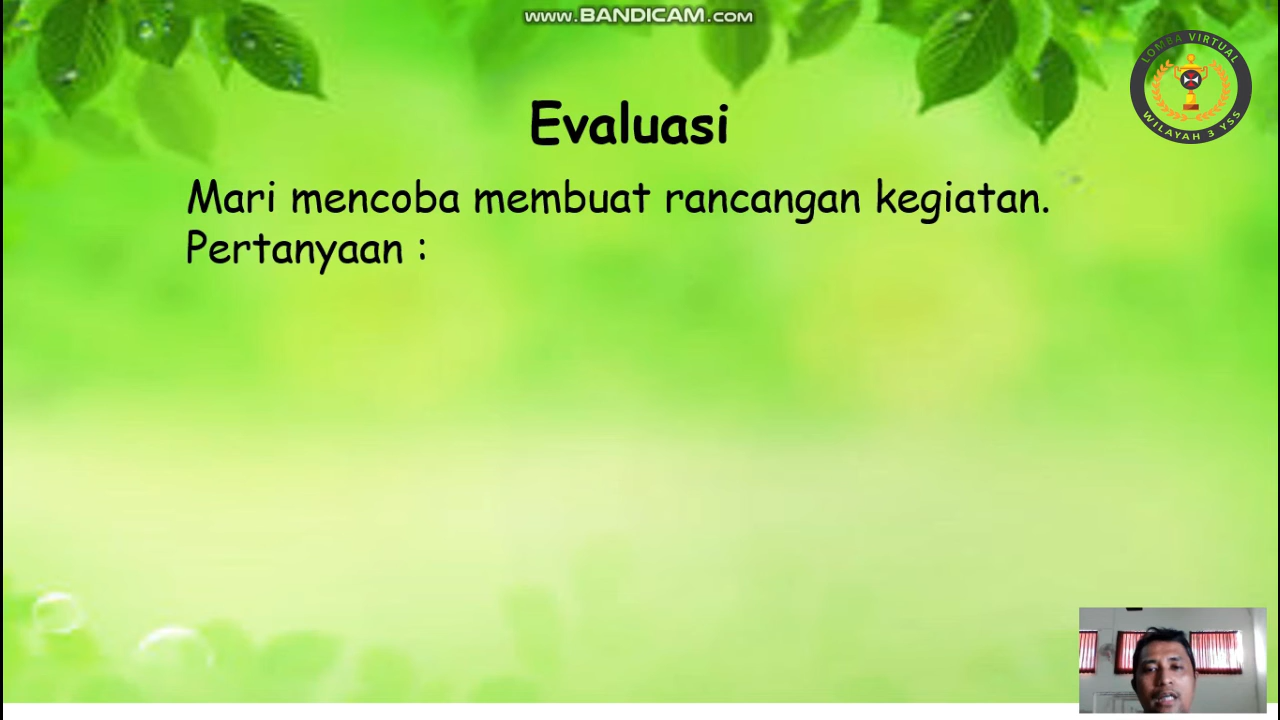 www.BANDICAM.com
LOMBA VIRTUAL
WILAYAH 3 YSS
Evaluasi
Mari mencoba membuat rancangan kegiatan.
Pertanyaan :